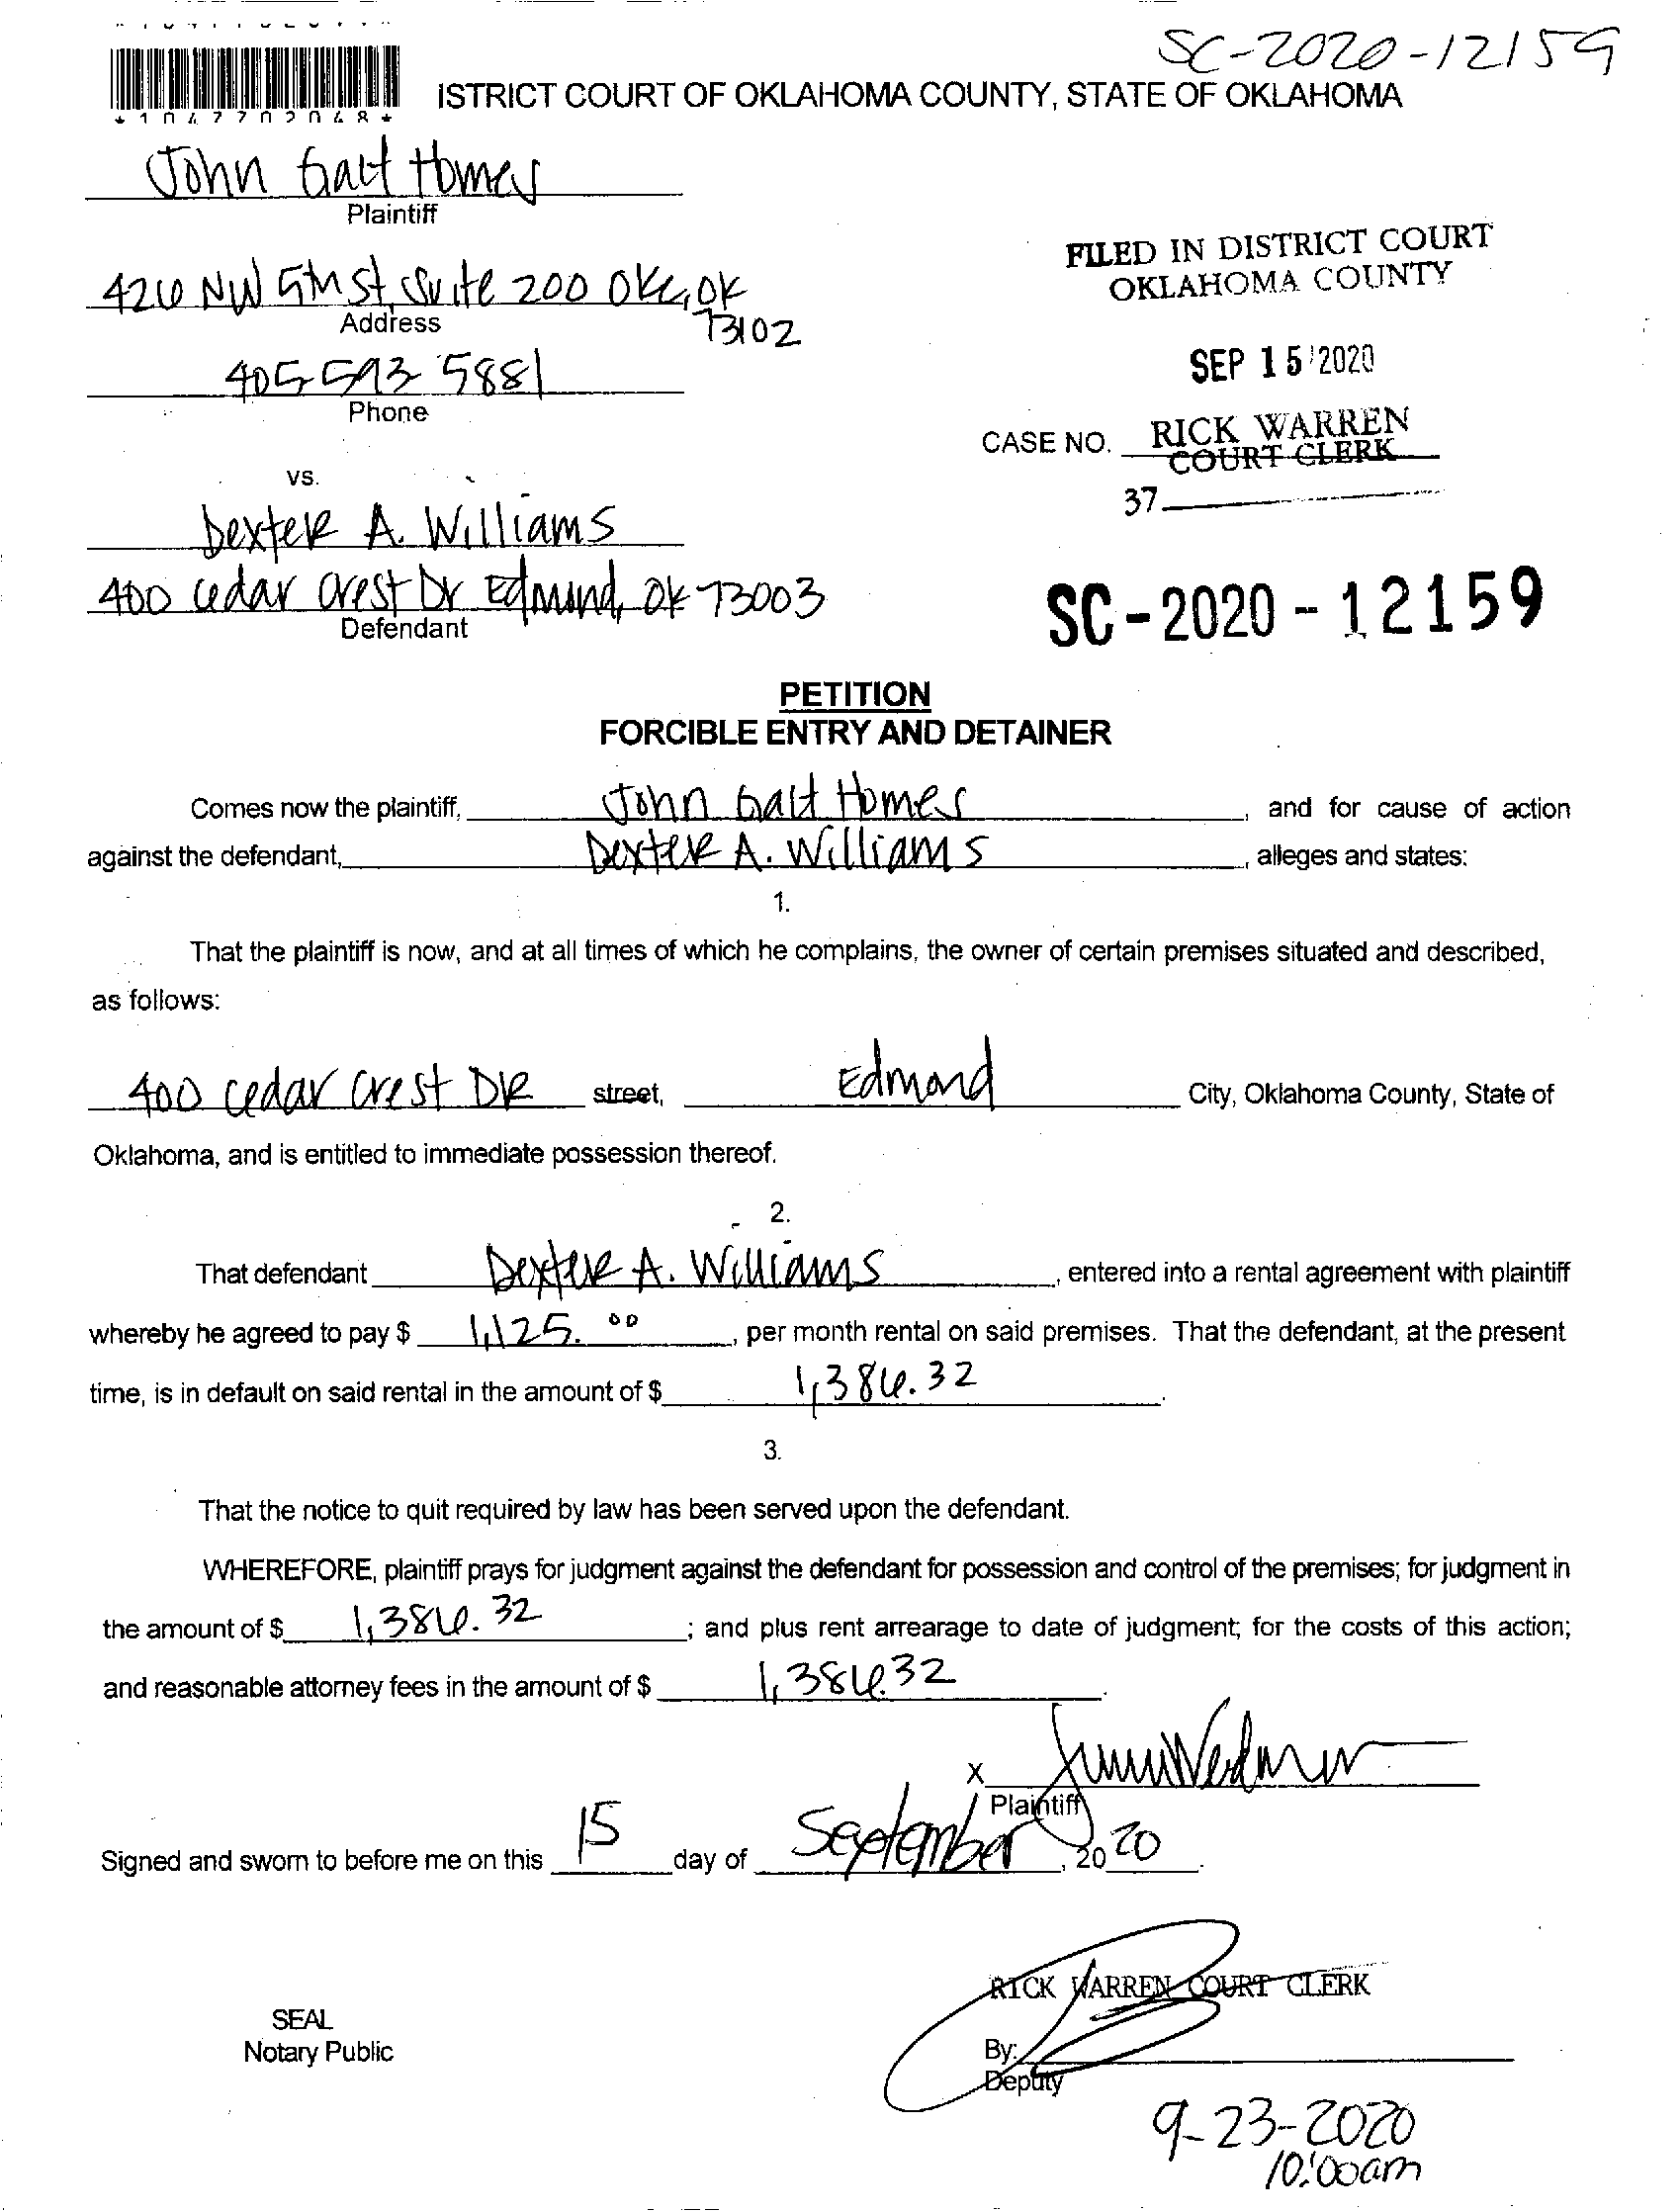 SC-2020-12159
*1047702048*
ISTRICT COURT OF OKLAHOMA COUNTY, STATE OF OKLAHOMA
John Galt Homes
Plaintiff
426 NW 5th St, Suite 200 OKC, OK
73102
Address
405 593 5881
Phone
FILED IN DISTRICT COURT
OKLAHOMA COUNTY
SEP 15 2020
RICK WARREN
COURT CLERK
CASE NO.
37
vs.
Dexter A. Williams
400 Cedar Crest Dr Edmond, OK 73003
Defendant
SC-2020-12159
PETITION
FORCIBLE ENTRY AND DETAINER
Comes now the plaintiff, John Galt Homes, and for cause of action
against the defendant, Dexter A. Williams, alleges and states:
1.
That the plaintiff is now, and at all times of which he complains, the owner of certain premises situated and described,
as follows:
400 Cedar Crest DR street, Edmond City, Oklahoma County, State of
Oklahoma, and is entitled to immediate possession thereof.
2.
That defendant Dexter A. Williams, entered into a rental agreement with plaintiff
whereby he agreed to pay $ 1,125.00, per month rental on said premises. That the defendant, at the present
time, is in default on said rental in the amount of $ 1,386.32.
3.
That the notice to quit required by law has been served upon the defendant.
WHEREFORE, plaintiff prays for judgment against the defendant for possession and control of the premises; for judgment in
the amount of $ 1,386.32; and plus rent arrearage to date of judgment; for the costs of this action;
and reasonable attorney fees in the amount of $ 1,386.32.
X
Plaintiff
Signed and sworn to before me on this 15 day of September, 2020.
RICK WARREN COURT CLERK
SEAL
Notary Public
By:
Deputy
9-23-2020
10:00am